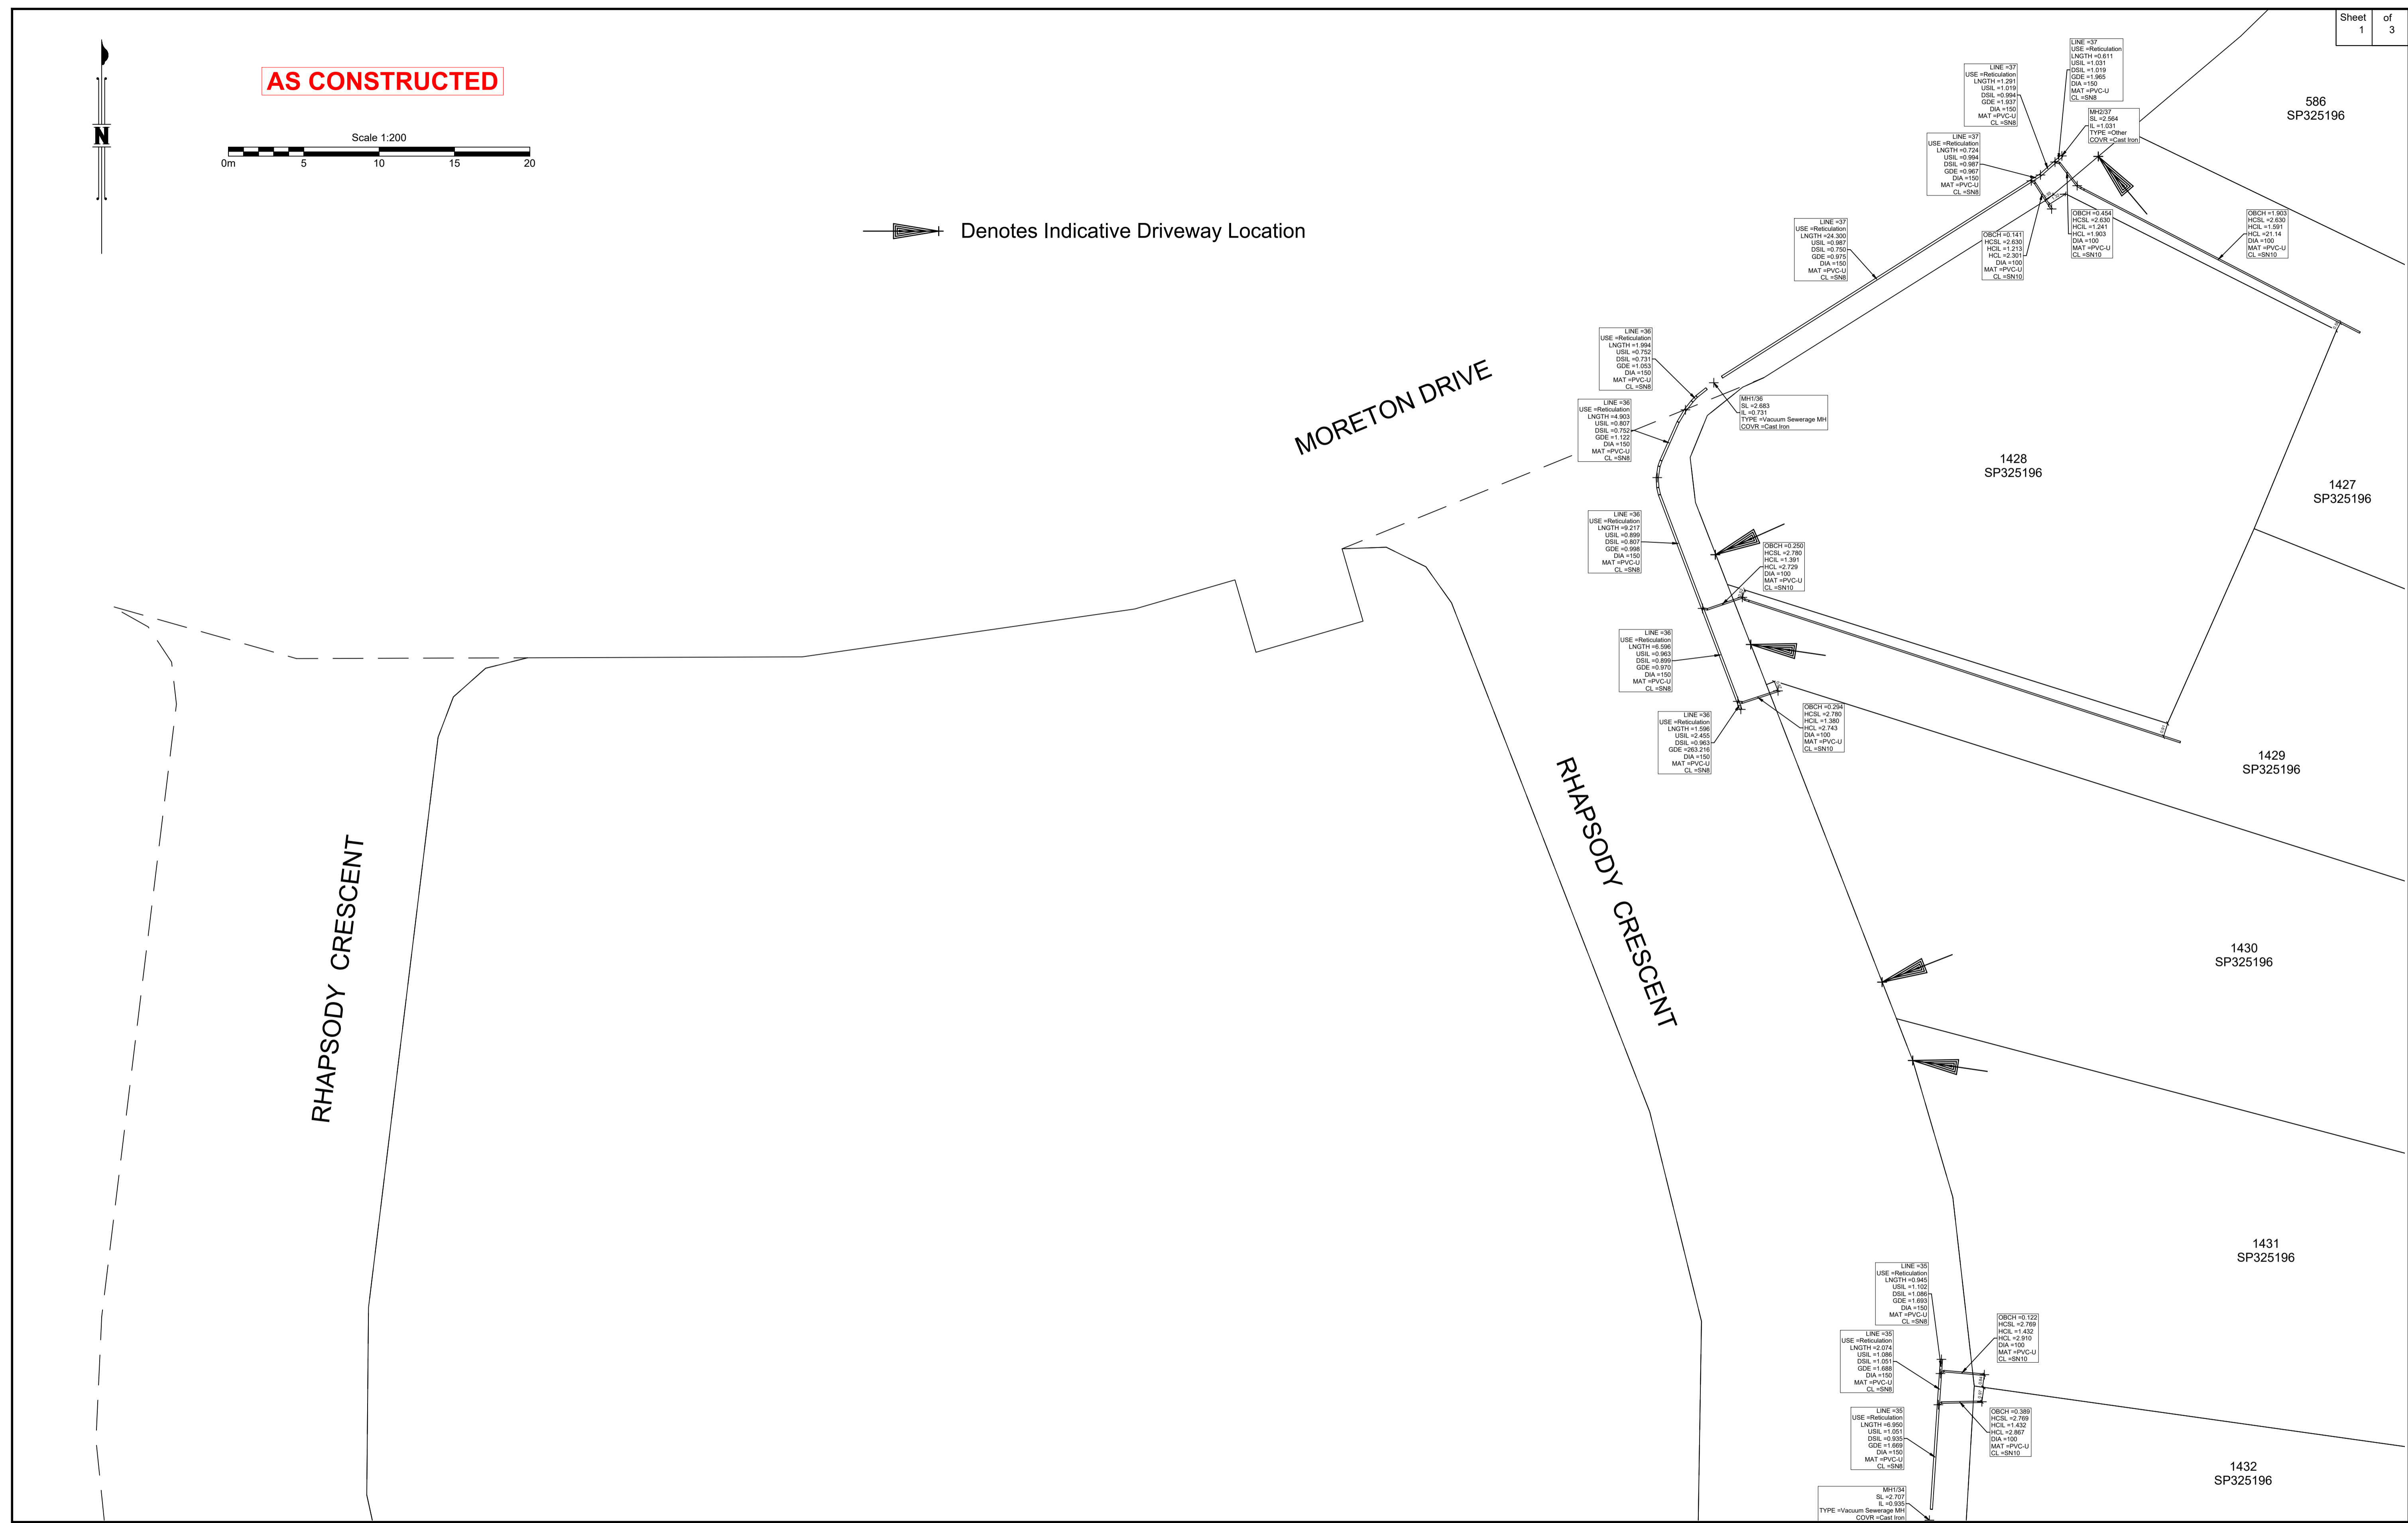 Sheet of
1 3
AS CONSTRUCTED
N
Scale 1:200
0m 5 10 15 20
Denotes Indicative Driveway Location
LINE =37
USE =Reticulation
LNGTH =0.611
USIL =1.031
DSIL =1.019
GDE =1.965
DIA =150
MAT =PVC-U
CL =SN8
LINE =37
USE =Reticulation
LNGTH =1.291
USIL =1.019
DSIL =0.994
GDE =1.937
DIA =150
MAT =PVC-U
CL =SN8
586
SP325196
MH2/37
SL =2.564
IL =1.031
TYPE =Other
COVR =Cast Iron
LINE =37
USE =Reticulation
LNGTH =0.724
USIL =0.994
DSIL =0.987
GDE =0.967
DIA =150
MAT =PVC-U
CL =SN8
OBCH =0.454
HCSL =2.630
HCIL =1.241
HCL =1.903
DIA =100
MAT =PVC-U
CL =SN10
OBCH =1.903
HCSL =2.630
HCIL =1.591
HCL =21.14
DIA =100
MAT =PVC-U
CL =SN10
LINE =37
USE =Reticulation
LNGTH =24.300
USIL =0.987
DSIL =0.750
GDE =0.975
DIA =150
MAT =PVC-U
CL =SN8
OBCH =0.141
HCSL =2.630
HCIL =1.213
HCL =2.301
DIA =100
MAT =PVC-U
CL =SN10
LINE =36
USE =Reticulation
LNGTH =1.994
USIL =0.752
DSIL =0.731
GDE =1.053
DIA =150
MAT =PVC-U
CL =SN8
MORETON DRIVE
MH1/36
SL =2.683
IL =0.731
TYPE =Vacuum Sewerage MH
COVR =Cast Iron
LINE =36
USE =Reticulation
LNGTH =4.903
USIL =0.807
DSIL =0.752
GDE =1.122
DIA =150
MAT =PVC-U
CL =SN8
1428
SP325196
1427
SP325196
LINE =36
USE =Reticulation
LNGTH =9.217
USIL =0.899
DSIL =0.807
GDE =0.998
DIA =150
MAT =PVC-U
CL =SN8
OBCH =0.250
HCSL =2.780
HCIL =1.391
HCL =2.729
DIA =100
MAT =PVC-U
CL =SN10
LINE =36
USE =Reticulation
LNGTH =6.596
USIL =0.963
DSIL =0.899
GDE =0.970
DIA =150
MAT =PVC-U
CL =SN8
LINE =36
USE =Reticulation
LNGTH =1.596
USIL =2.455
DSIL =0.963
GDE =263.216
DIA =150
MAT =PVC-U
CL =SN8
OBCH =0.294
HCSL =2.780
HCIL =1.380
HCL =2.743
DIA =100
MAT =PVC-U
CL =SN10
1429
SP325196
RHAPSODY CRESCENT
RHAPSODY CRESCENT
1430
SP325196
1431
SP325196
LINE =35
USE =Reticulation
LNGTH =0.945
USIL =1.102
DSIL =1.086
GDE =1.693
DIA =150
MAT =PVC-U
CL =SN8
OBCH =0.122
HCSL =2.769
HCIL =1.432
HCL =2.910
DIA =100
MAT =PVC-U
CL =SN10
LINE =35
USE =Reticulation
LNGTH =2.074
USIL =1.086
DSIL =1.051
GDE =1.688
DIA =150
MAT =PVC-U
CL =SN8
LINE =35
USE =Reticulation
LNGTH =6.950
USIL =1.051
DSIL =0.935
GDE =1.669
DIA =150
MAT =PVC-U
CL =SN8
OBCH =0.389
HCSL =2.769
HCIL =1.432
HCL =2.867
DIA =100
MAT =PVC-U
CL =SN10
1432
SP325196
MH1/34
SL =2.707
IL =0.935
TYPE =Vacuum Sewerage MH
COVR =Cast Iron